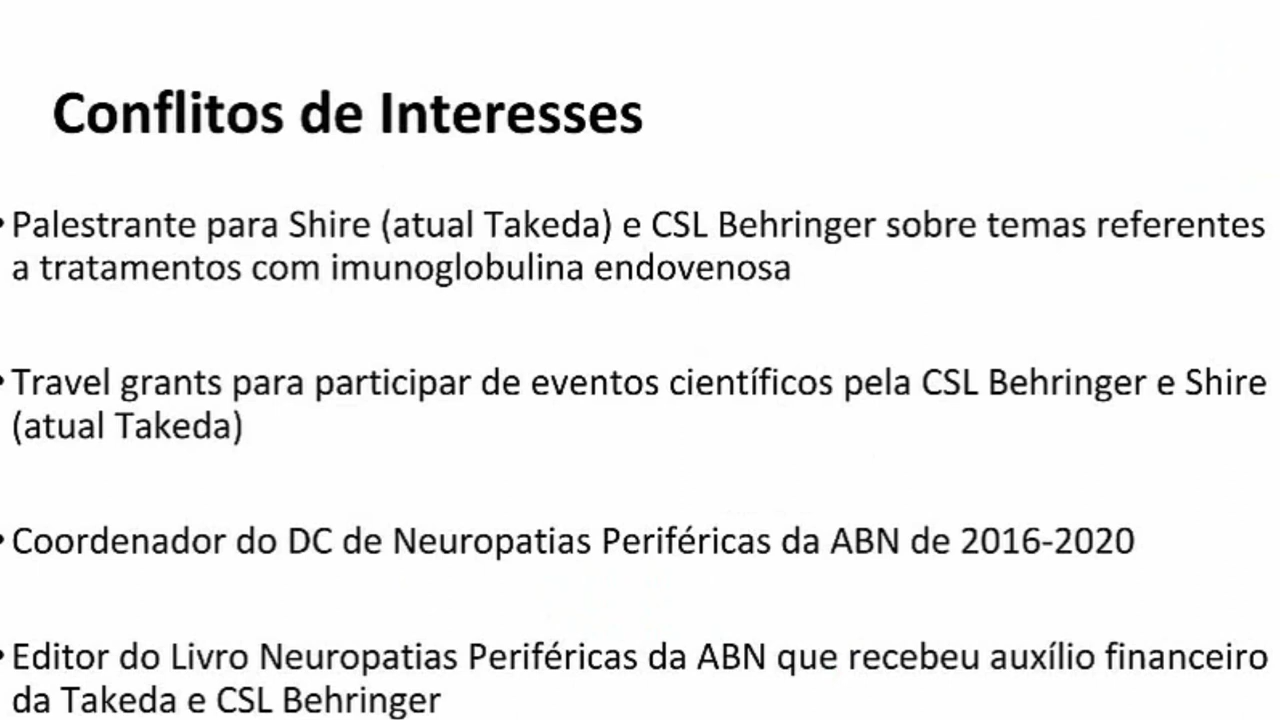 Conflitos de Interesses
•Palestrante para Shire (atual Takeda) e CSL Behringer sobre temas referentes
a tratamentos com imunoglobulina endovenosa
•Travel grants para participar de eventos científicos pela CSL Behringer e Shire
(atual Takeda)
•Coordenador do DC de Neuropatias Periféricas da ABN de 2016-2020
•Editor do Livro Neuropatias Periféricas da ABN que recebeu auxílio financeiro
da Takeda e CSL Behringer